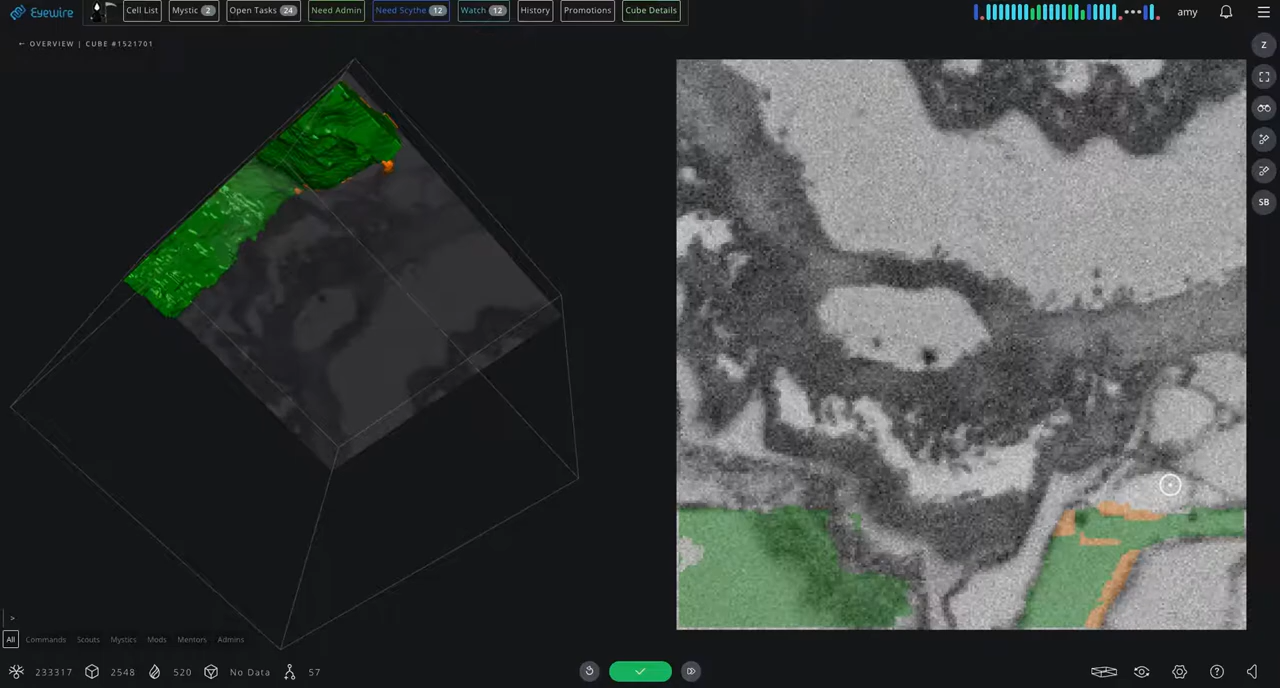 Eyewire Cell List Mystic 2 Open Tasks 24 Need Admin Need Scythe 12 Watch 12 History Promotions Cube Details amy
← OVERVIEW | CUBE #1521701
Z
SB
>
All Commands Scouts Mystics Mods Mentors Admins
233317 2548 520 No Data 57